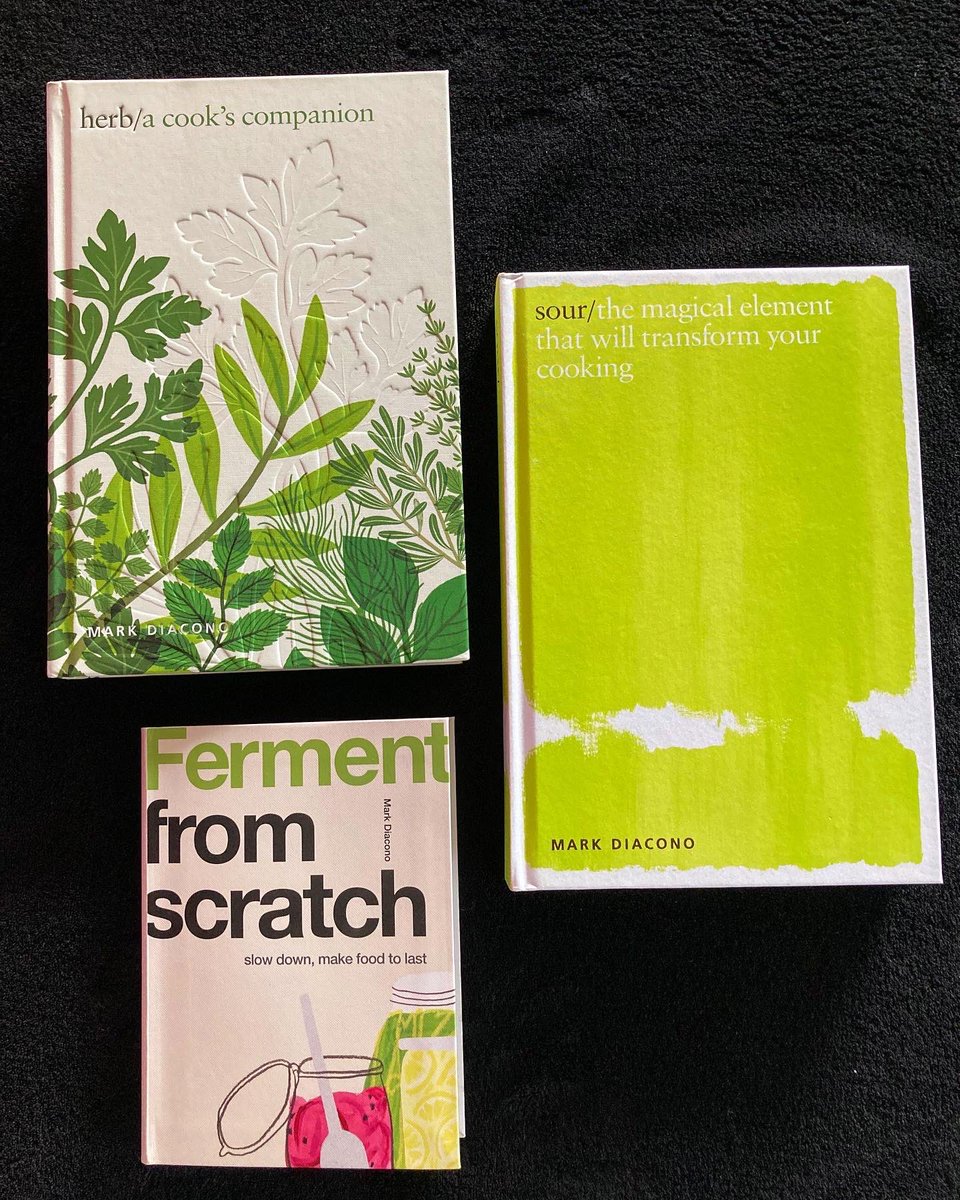 herb/a cook's companion
MARK DIACONO
sour/the magical element
that will transform your
cooking
MARK DIACONO
Ferment
from
Mark Diacono
scratch
slow down, make food to last